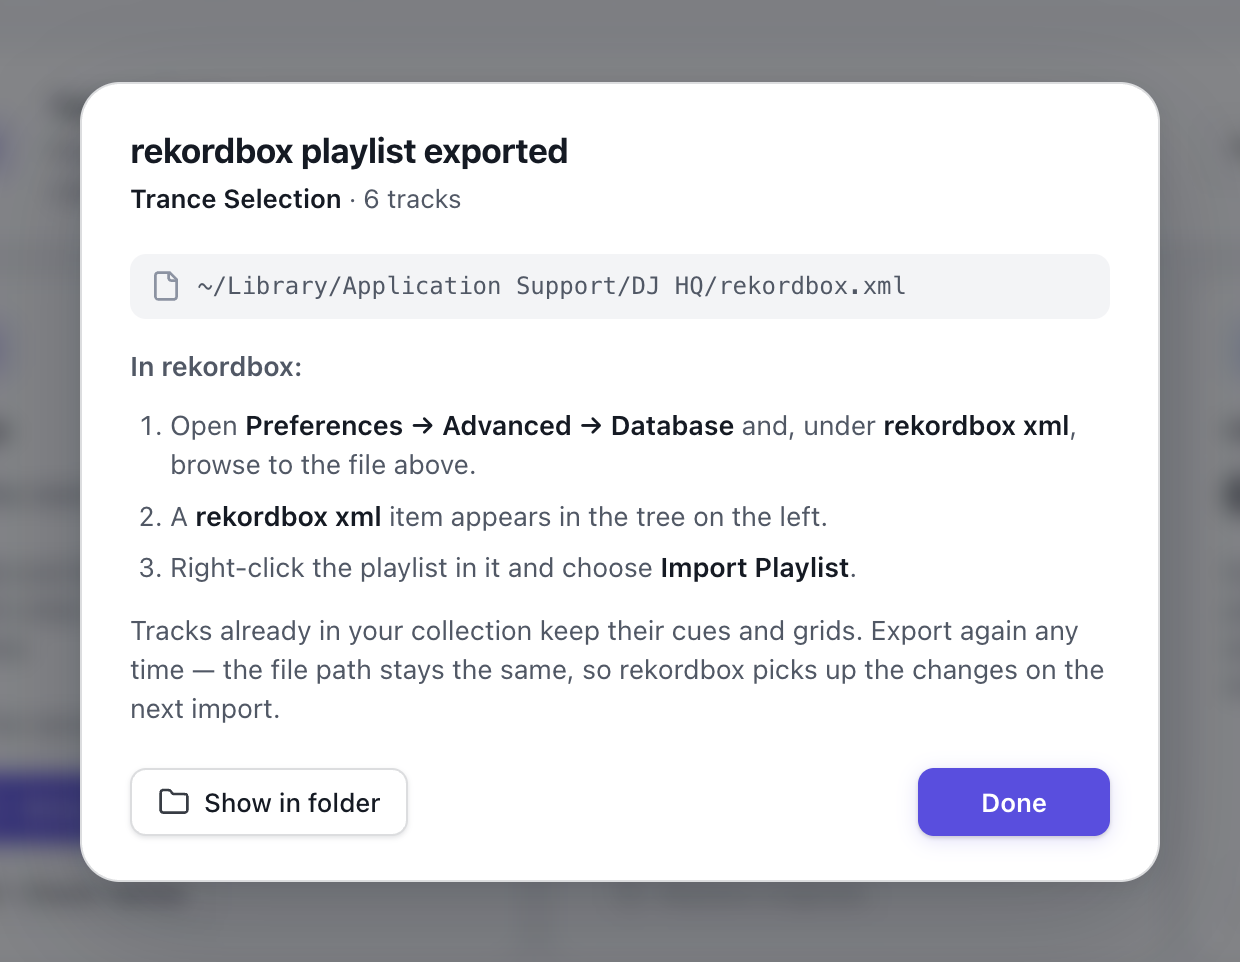 rekordbox playlist exported
Trance Selection · 6 tracks
~/Library/Application Support/DJ HQ/rekordbox.xml
In rekordbox:
1. Open Preferences → Advanced → Database and, under rekordbox xml,
browse to the file above.
2. A rekordbox xml item appears in the tree on the left.
3. Right-click the playlist in it and choose Import Playlist.
Tracks already in your collection keep their cues and grids. Export again any
time — the file path stays the same, so rekordbox picks up the changes on the
next import.
Show in folder
Done